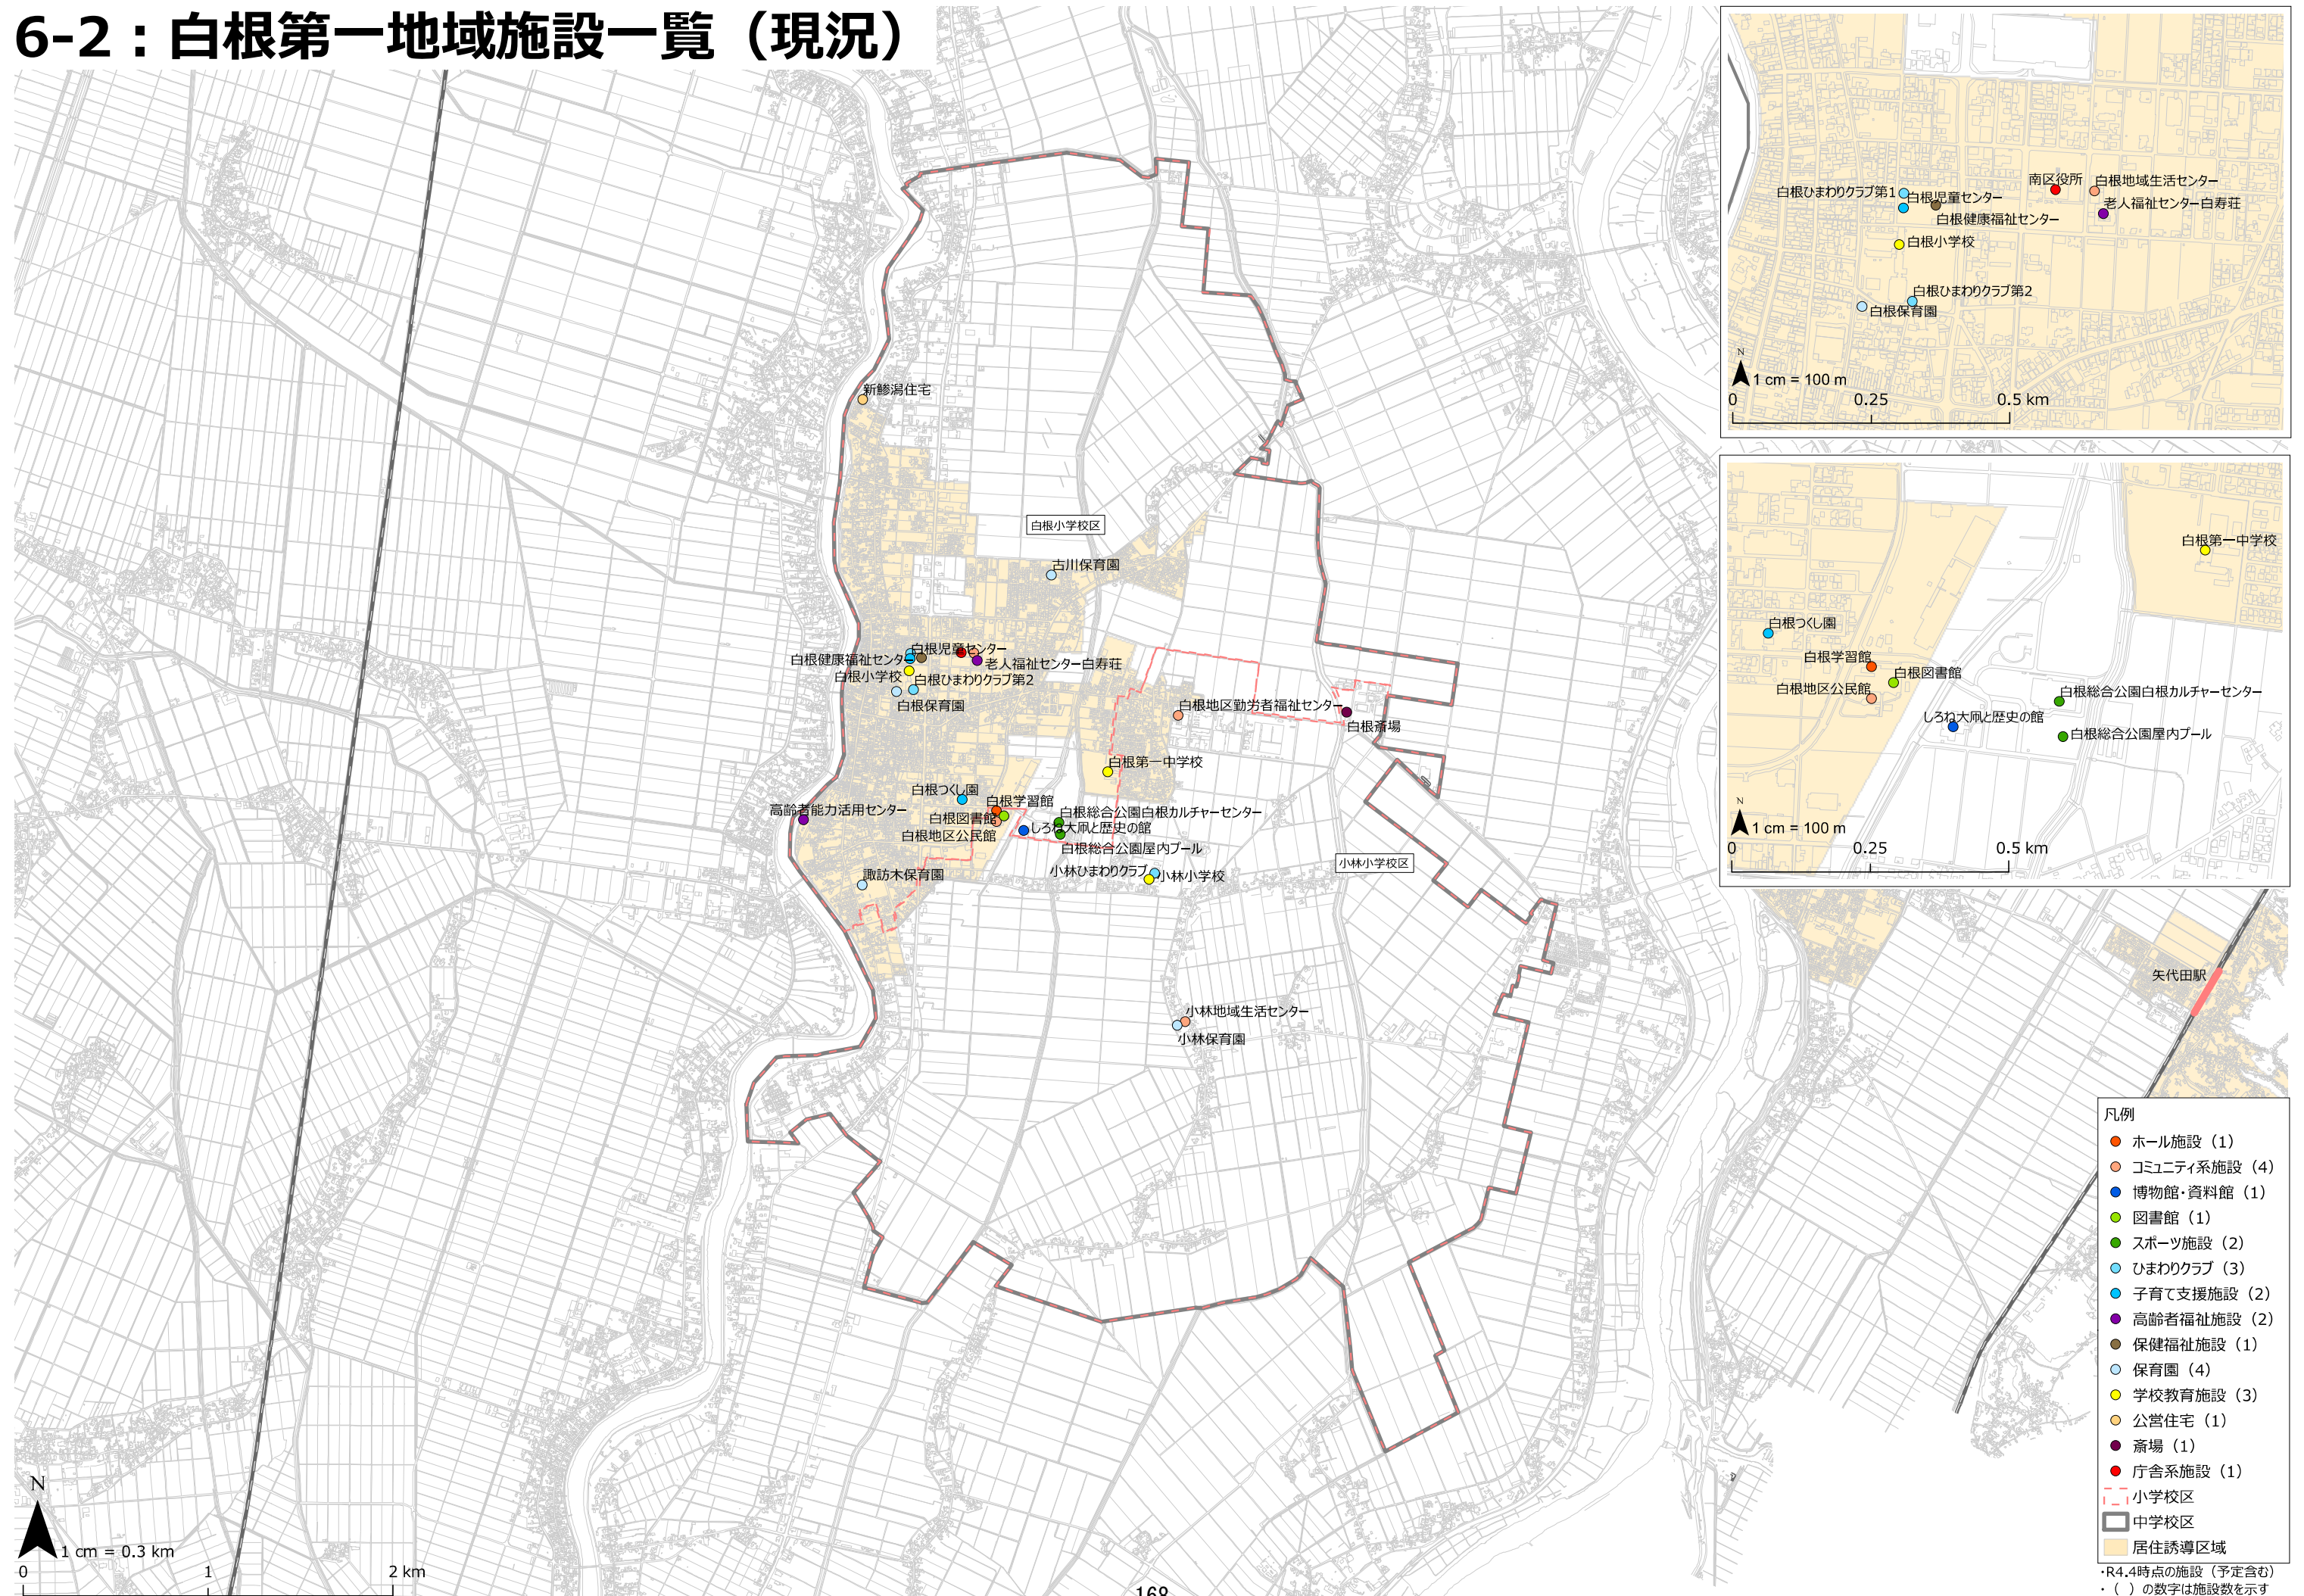 6-2：白根第一地域施設一覧（現況）
白根ひまわりクラブ第1
白根児童センター
白根健康福祉センター
南区役所
白根地域生活センター
老人福祉センター白寿荘
白根小学校
白根ひまわりクラブ第2
白根保育園
N
1 cm = 100 m
0 0.25 0.5 km
白根第一中学校
白根つくし園
白根学習館
白根図書館
白根地区公民館
白根総合公園白根カルチャーセンター
しろね大凧と歴史の館
白根総合公園屋内プール
N
1 cm = 100 m
0 0.25 0.5 km
新鯵潟住宅
白根小学校区
古川保育園
白根児童センター
白根健康福祉センター
老人福祉センター白寿荘
白根小学校
白根ひまわりクラブ第2
白根保育園
白根地区勤労者福祉センター
白根斎場
白根第一中学校
白根つくし園
白根学習館
高齢者能力活用センター
白根図書館
白根総合公園白根カルチャーセンター
しろね大凧と歴史の館
白根地区公民館
白根総合公園屋内プール
小林小学校区
諏訪木保育園
小林ひまわりクラブ
小林小学校
矢代田駅
小林地域生活センター
小林保育園
凡例
ホール施設（1）
コミュニティ系施設（4）
博物館・資料館（1）
図書館（1）
スポーツ施設（2）
ひまわりクラブ（3）
子育て支援施設（2）
高齢者福祉施設（2）
保健福祉施設（1）
保育園（4）
学校教育施設（3）
公営住宅（1）
斎場（1）
庁舎系施設（1）
小学校区
中学校区
居住誘導区域
・R4.4時点の施設（予定含む）
・（ ）の数字は施設数を示す
N
1 cm = 0.3 km
0 1 2 km
168